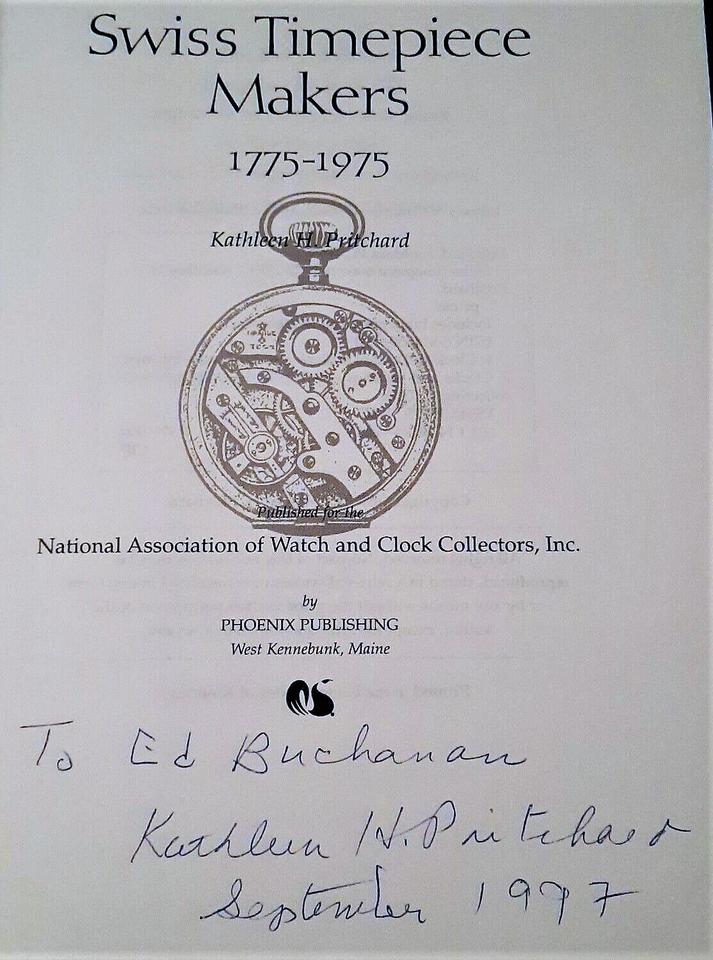 Swiss Timepiece
Makers
1775-1975
Kathleen H. Pritchard
Published for the
National Association of Watch and Clock Collectors, Inc.
by
PHOENIX PUBLISHING
West Kennebunk, Maine
To Ed Buchanan
Kathleen H. Pritchard
September 1997